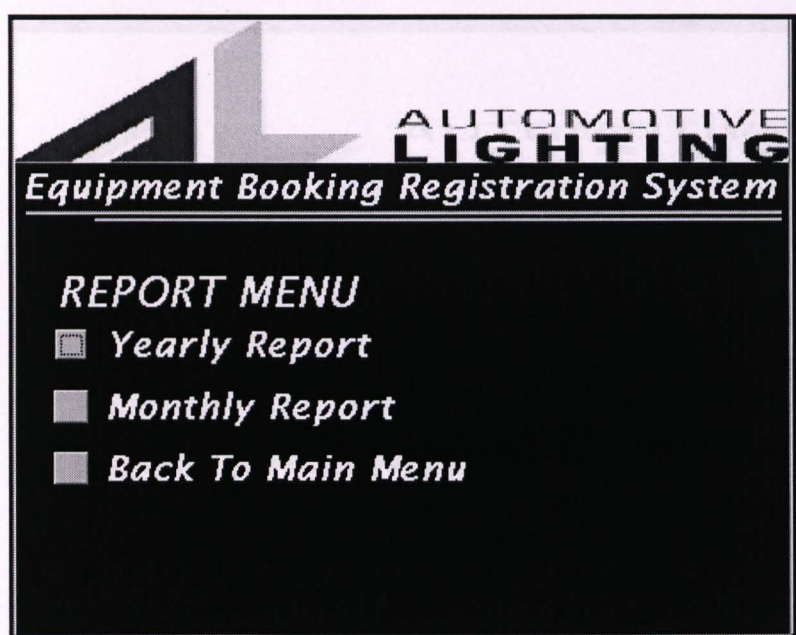 AUTOMOTIVE
LIGHTING
Equipment Booking Registration System
REPORT MENU
Yearly Report
Monthly Report
Back To Main Menu